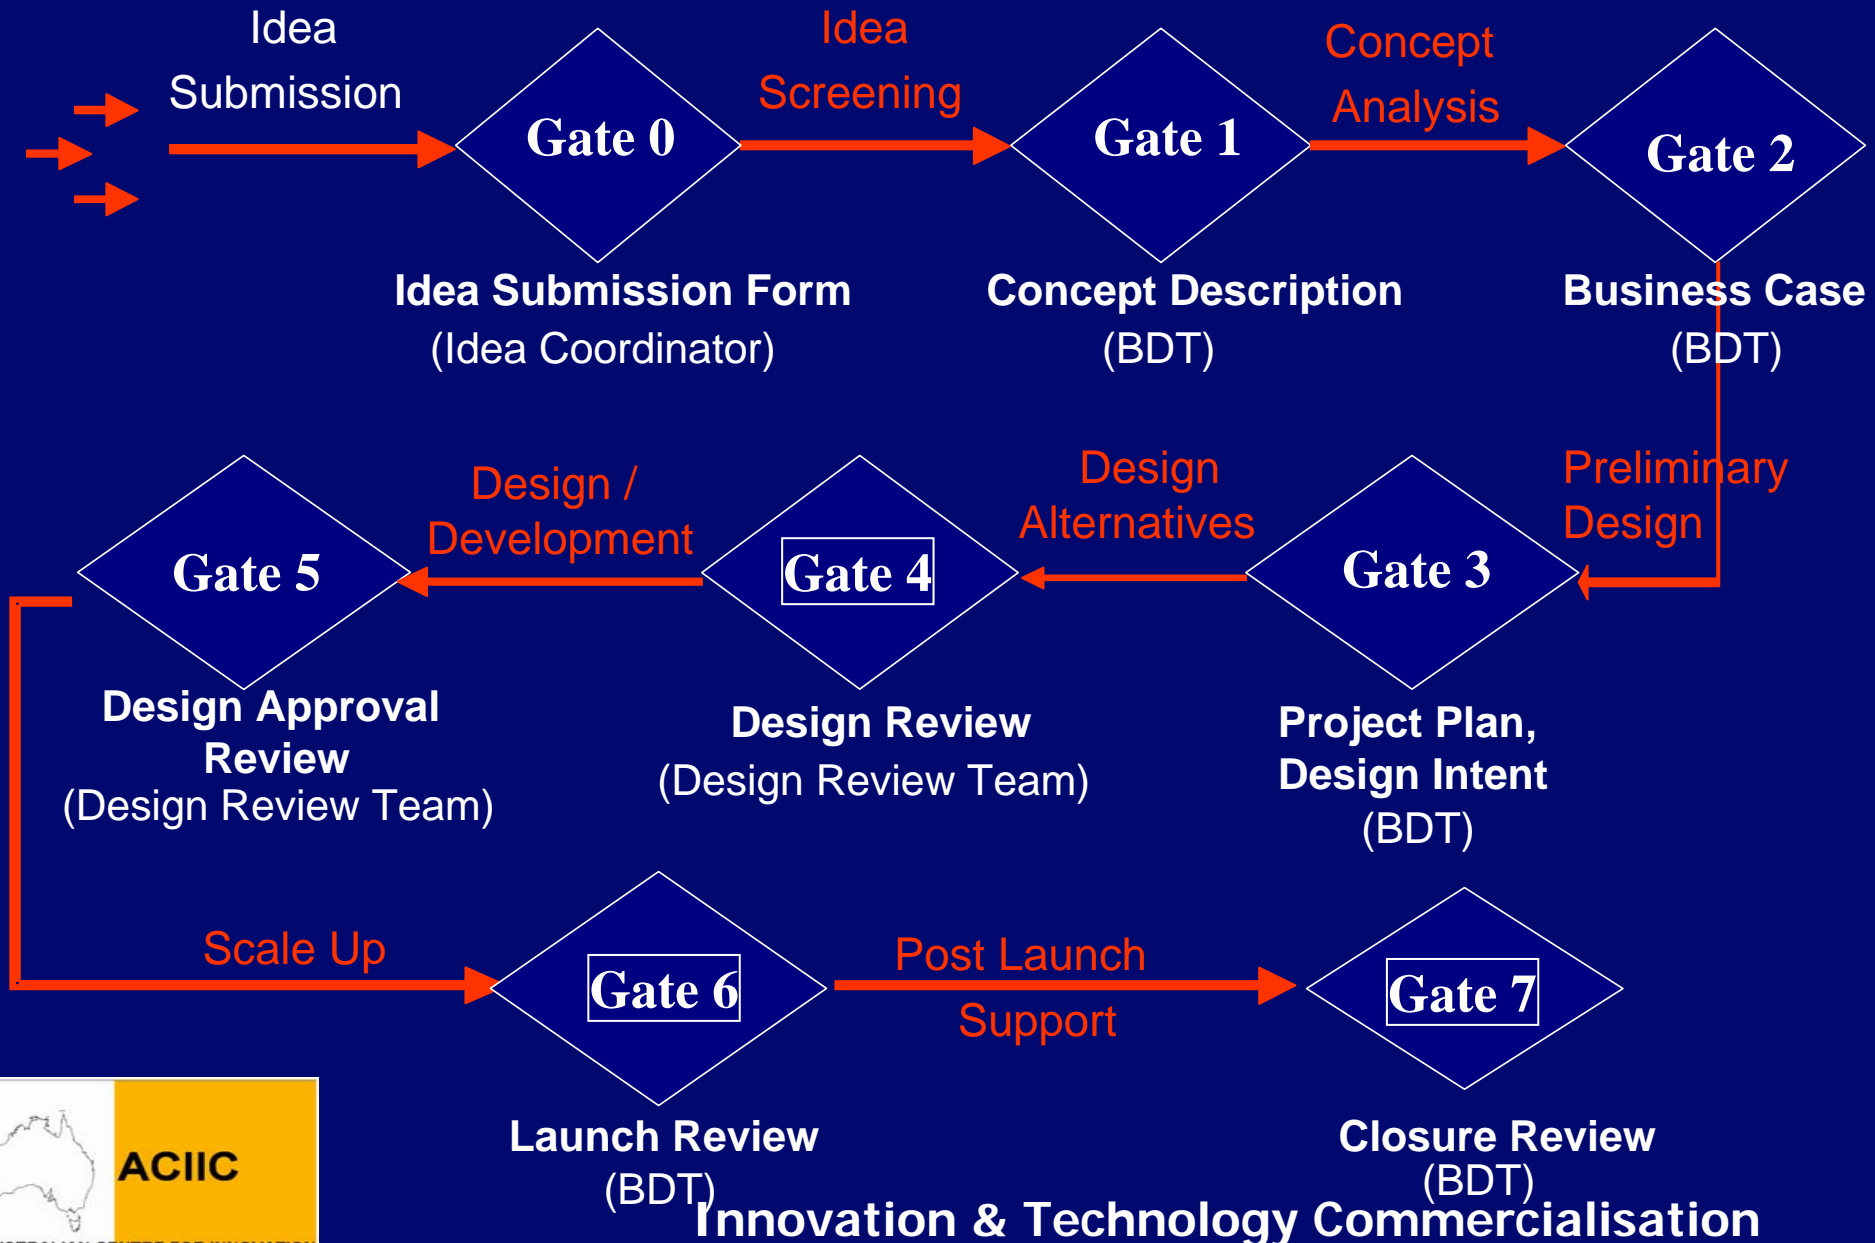 Idea
Submission
Gate 0
Idea
Screening
Gate 1
Concept
Analysis
Gate 2
Idea Submission Form
(Idea Coordinator)
Concept Description
(BDT)
Business Case
(BDT)
Preliminary
Design
Gate 3
Design
Alternatives
Gate 4
Design /
Development
Gate 5
Project Plan,
Design Intent
(BDT)
Design Review
(Design Review Team)
Design Approval
Review
(Design Review Team)
Scale Up
Gate 6
Post Launch
Support
Gate 7
Launch Review
(BDT)
Closure Review
(BDT)
ACIIC
Innovation & Technology Commercialisation